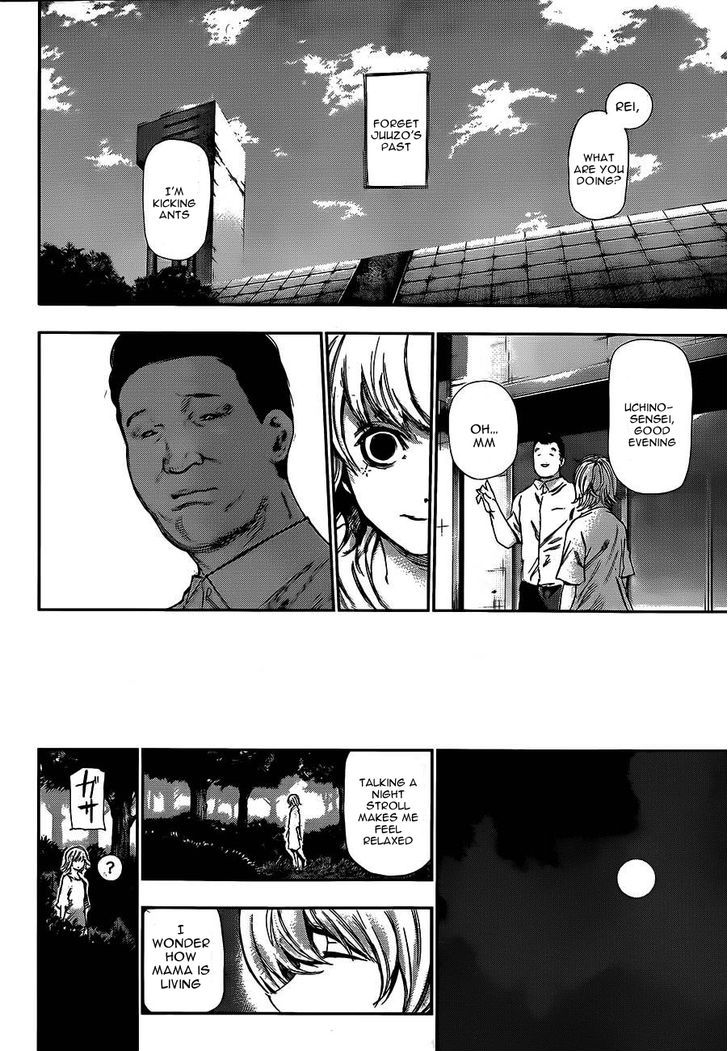 REI,
WHAT
ARE YOU
DOING?
FORGET
JUUZO'S
PAST
I'M
KICKING
ANTS
UCHINO-
SENSEI,
GOOD
EVENING
OH...
MM
TALKING A
NIGHT
STROLL
MAKES ME
FEEL
RELAXED
I
WONDER
HOW
MAMA IS
LIVING
ガサ
?